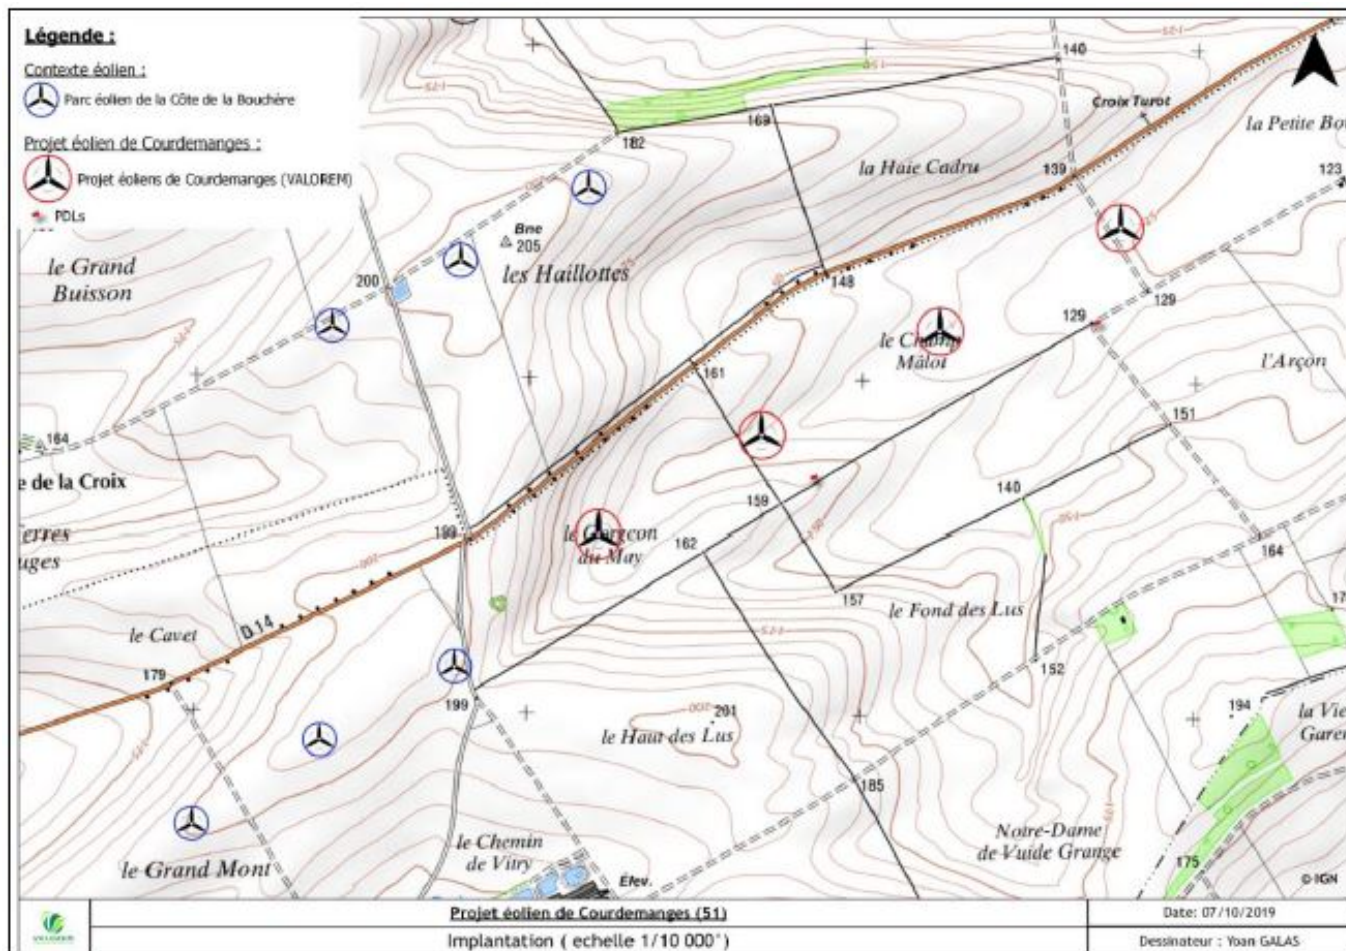 Légende :
Contexte éolien :
Parc éolien de la Côte de la Bouchère
Projet éolien de Courdemanges :
Projet éoliens de Courdemanges (VALOREM)
PDLs
140
Croix Turot
169
182
la Petite Bo
la Haie Cadru
139
123
Bne
205
le Grand
Buisson
les Haillottes
200
148
129
129
le Champ
Mâlot
161
l'Arçon
164
151
e de la Croix
159
140
erres
uges
199
le Gorgeon
du May
162
164
157
le Fond des Lus
le Cavet
D 14
179
152
199
200
201
194
la Vie
Garen
le Haut des Lus
185
le Chemin
de Vitry
Notre-Dame
de Vuide Grange
le Grand Mont
175
Élev.
© IGN
VALOREM
Projet éolien de Courdemanges (51)
Date: 07/10/2019
Implantation ( echelle 1/10 000°)
Dessinateur : Yoan GALAS